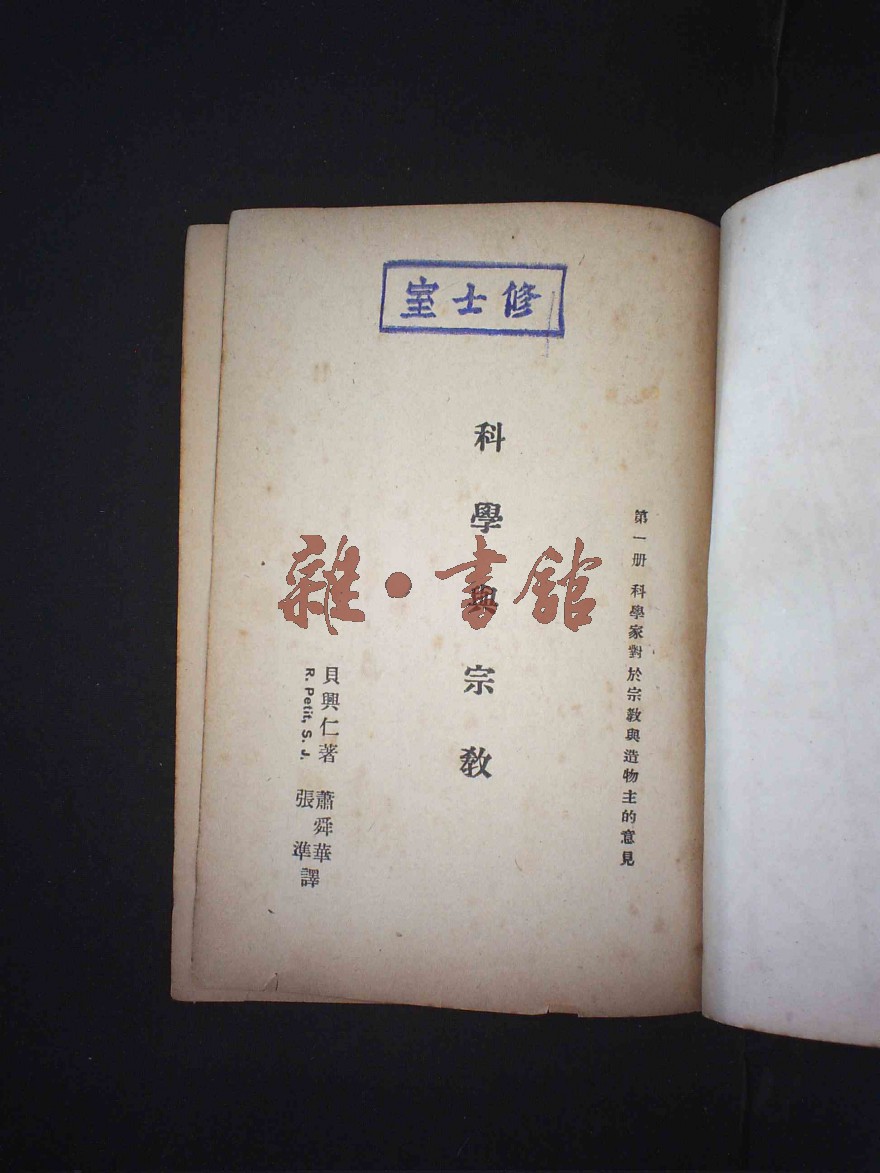 室士修
第一册 科學家對於宗教與造物主的意見
科學與宗教
貝興仁著
R. Petit, S. J.
蕭舜華
張準
譯
雜·書館